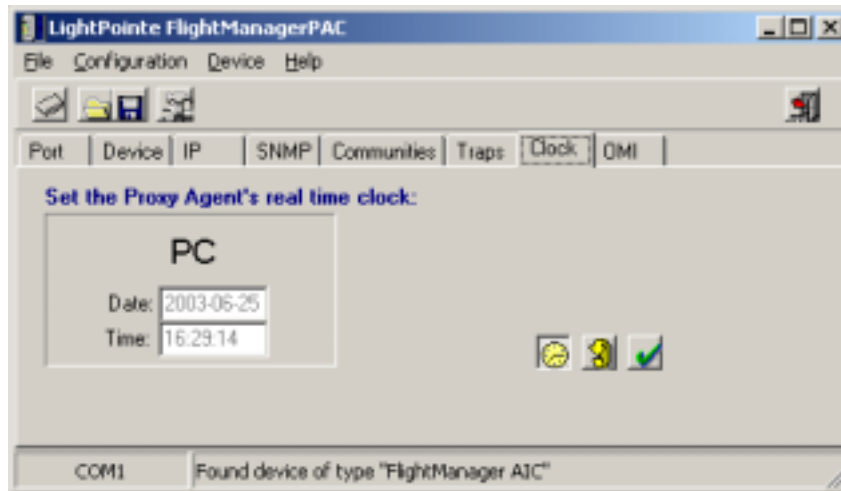 LightPointe FlightManagerPAC
File Configuration Device Help
Port Device IP SNMP Communities Traps Clock OMI
Set the Proxy Agent's real time clock:
PC
Date: 2003-06-25
Time: 16:29:14
COM1 Found device of type "FlightManager AIC"